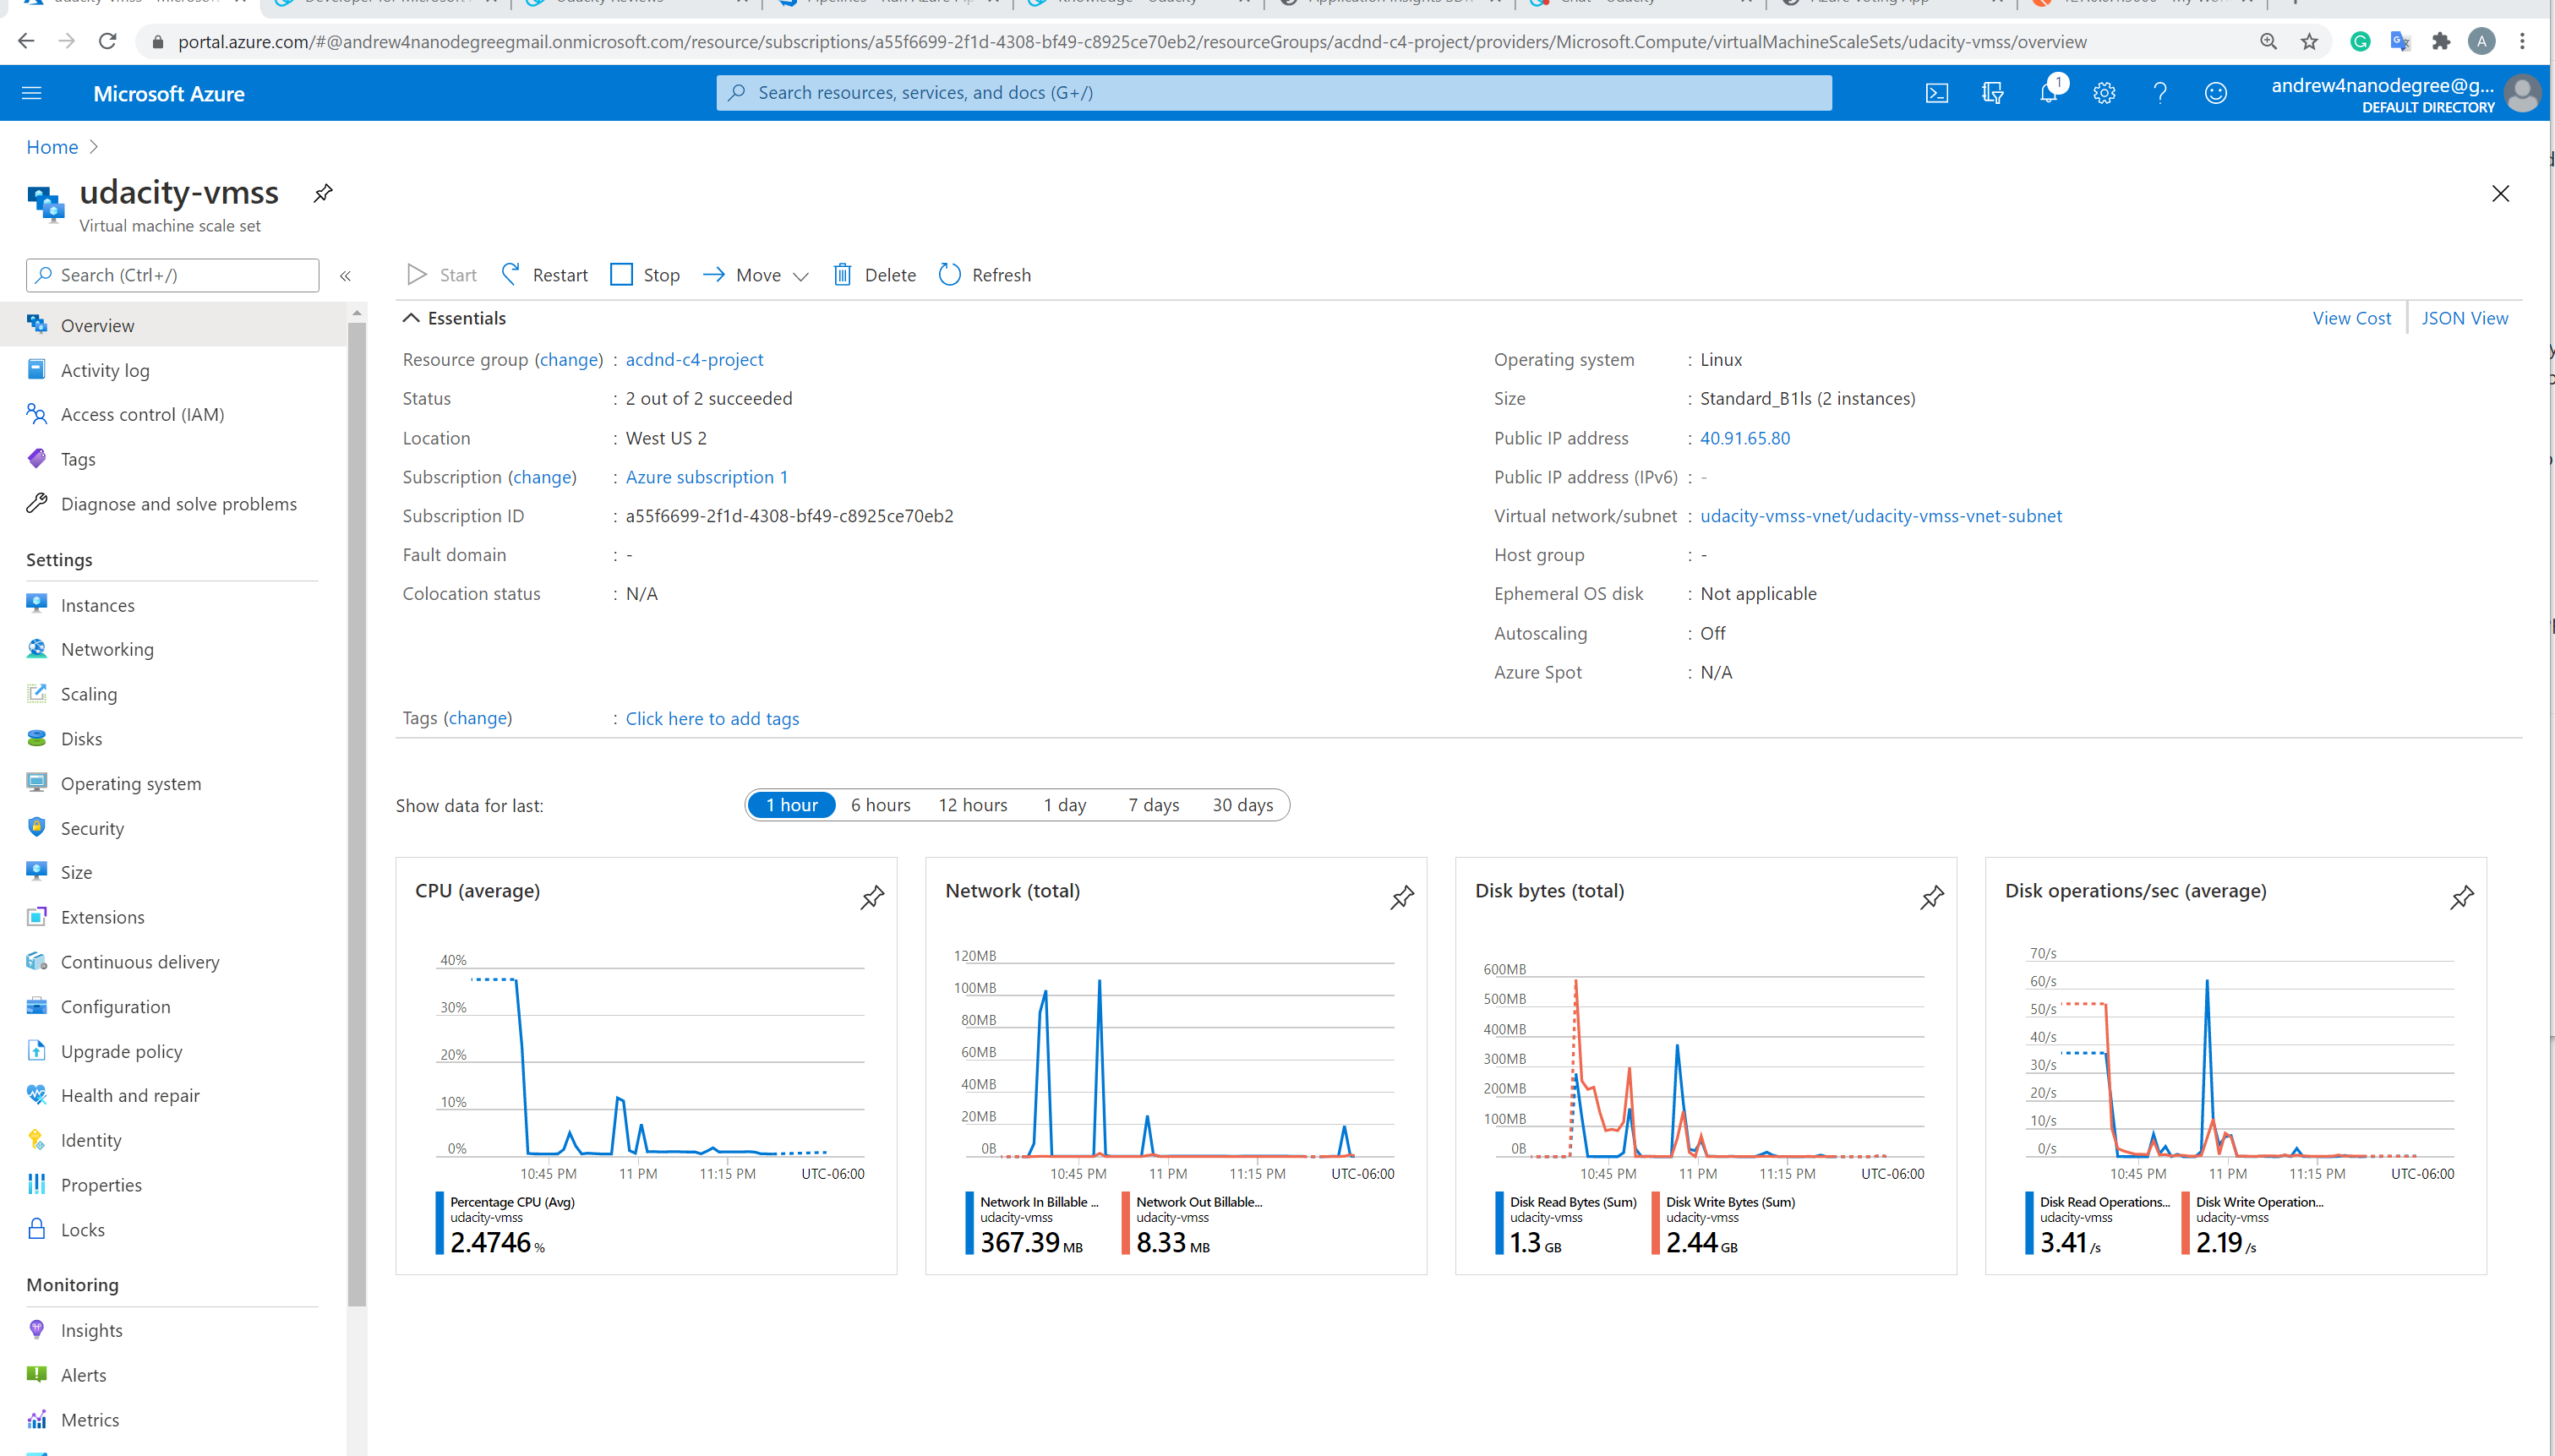 portal.azure.com/#@andrew4nanodegreegmail.onmicrosoft.com/resource/subscriptions/a55f6699-2f1d-4308-bf49-c8925ce70eb2/resourceGroups/acdnd-c4-project/providers/Microsoft.Compute/virtualMachineScaleSets/udacity-vmss/overview
A
Microsoft Azure
Search resources, services, and docs (G+/)
1
andrew4nanodegree@g...
DEFAULT DIRECTORY
Home
udacity-vmss
Virtual machine scale set
Search (Ctrl+/)
«
Start Restart Stop Move Delete Refresh
Overview
Activity log
Access control (IAM)
Tags
Diagnose and solve problems
Settings
Instances
Networking
Scaling
Disks
Operating system
Security
Size
Extensions
Continuous delivery
Configuration
Upgrade policy
Health and repair
Identity
Properties
Locks
Monitoring
Insights
Alerts
Metrics
Essentials
View Cost JSON View
Resource group (change) : acdnd-c4-project
Status : 2 out of 2 succeeded
Location : West US 2
Subscription (change) : Azure subscription 1
Subscription ID : a55f6699-2f1d-4308-bf49-c8925ce70eb2
Fault domain : -
Colocation status : N/A
Operating system : Linux
Size : Standard_B1ls (2 instances)
Public IP address : 40.91.65.80
Public IP address (IPv6) : -
Virtual network/subnet : udacity-vmss-vnet/udacity-vmss-vnet-subnet
Host group : -
Ephemeral OS disk : Not applicable
Autoscaling : Off
Azure Spot : N/A
Tags (change) : Click here to add tags
Show data for last: 1 hour 6 hours 12 hours 1 day 7 days 30 days
CPU (average)
40%
30%
20%
10%
0%
10:45 PM 11 PM 11:15 PM UTC-06:00
Percentage CPU (Avg)
udacity-vmss
2.4746 %
Network (total)
120MB
100MB
80MB
60MB
40MB
20MB
0B
10:45 PM 11 PM 11:15 PM UTC-06:00
Network In Billable ... Network Out Billable...
udacity-vmss udacity-vmss
367.39 MB 8.33 MB
Disk bytes (total)
600MB
500MB
400MB
300MB
200MB
100MB
0B
10:45 PM 11 PM 11:15 PM UTC-06:00
Disk Read Bytes (Sum) Disk Write Bytes (Sum)
udacity-vmss udacity-vmss
1.3 GB 2.44 GB
Disk operations/sec (average)
70/s
60/s
50/s
40/s
30/s
20/s
10/s
0/s
10:45 PM 11 PM 11:15 PM UTC-06:00
Disk Read Operations... Disk Write Operation...
udacity-vmss udacity-vmss
3.41 /s 2.19 /s